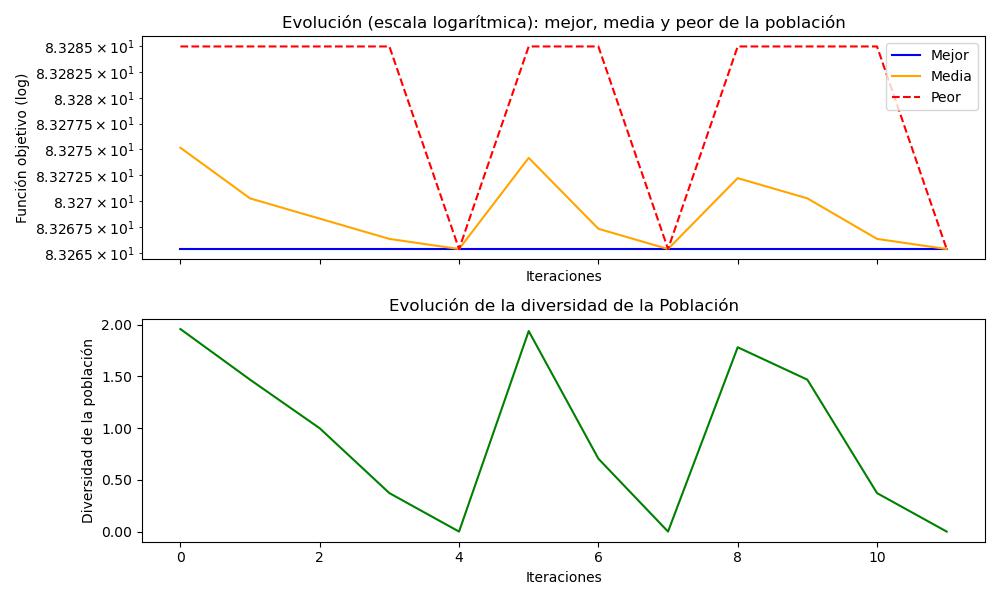 Evolución (escala logarítmica): mejor, media y peor de la población
Función objetivo (log)
8.3285 × 10¹
8.32825 × 10¹
8.328 × 10¹
8.32775 × 10¹
8.3275 × 10¹
8.32725 × 10¹
8.327 × 10¹
8.32675 × 10¹
8.3265 × 10¹
Mejor
Media
Peor
Iteraciones
Evolución de la diversidad de la Población
Diversidad de la población
2.00
1.50
1.00
0.50
0.00
0 2 4 6 8 10
Iteraciones